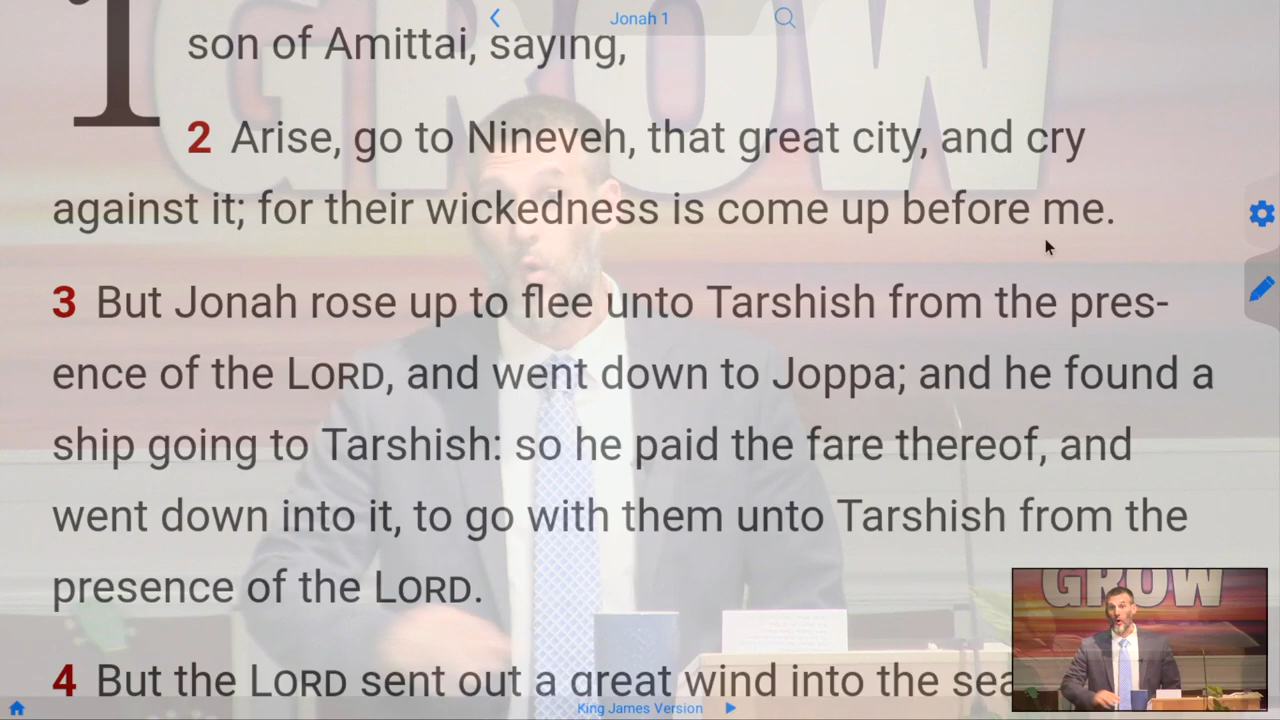 GROW
Jonah 1
1
son of Amittai, saying,
2 Arise, go to Nineveh, that great city, and cry
against it; for their wickedness is come up before me.
3 But Jonah rose up to flee unto Tarshish from the pres-
ence of the LORD, and went down to Joppa; and he found a
ship going to Tarshish: so he paid the fare thereof, and
went down into it, to go with them unto Tarshish from the
presence of the LORD.
4 But the LORD sent out a great wind into the sea
GROW
King James Version